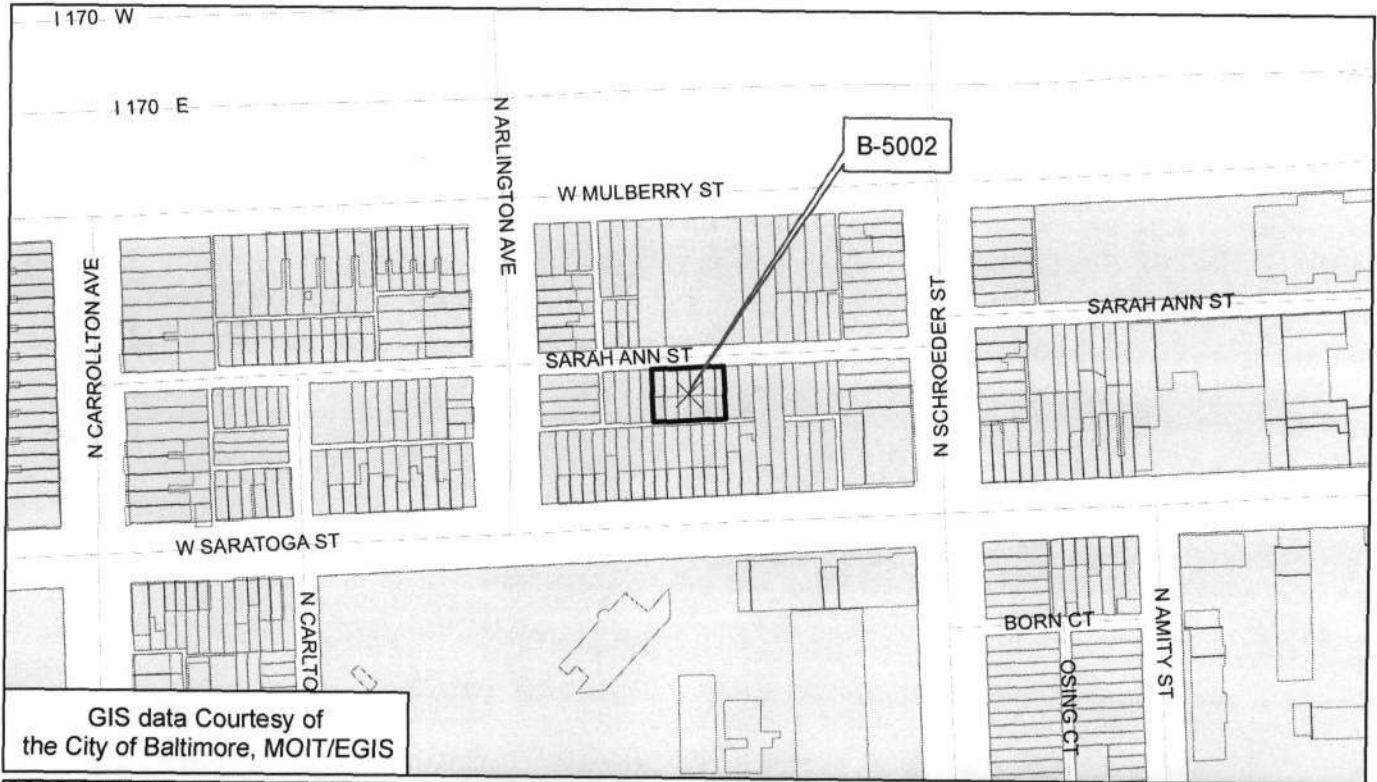 I 170 W
I 170 E
N ARLINGTON AVE
B-5002
W MULBERRY ST
N CARROLLTON AVE
N SCHROEDER ST
SARAH ANN ST
SARAH ANN ST
W SARATOGA ST
N CARLTO
BORN CT
OSING CT
N AMITY ST
GIS data Courtesy of
the City of Baltimore, MOIT/EGIS